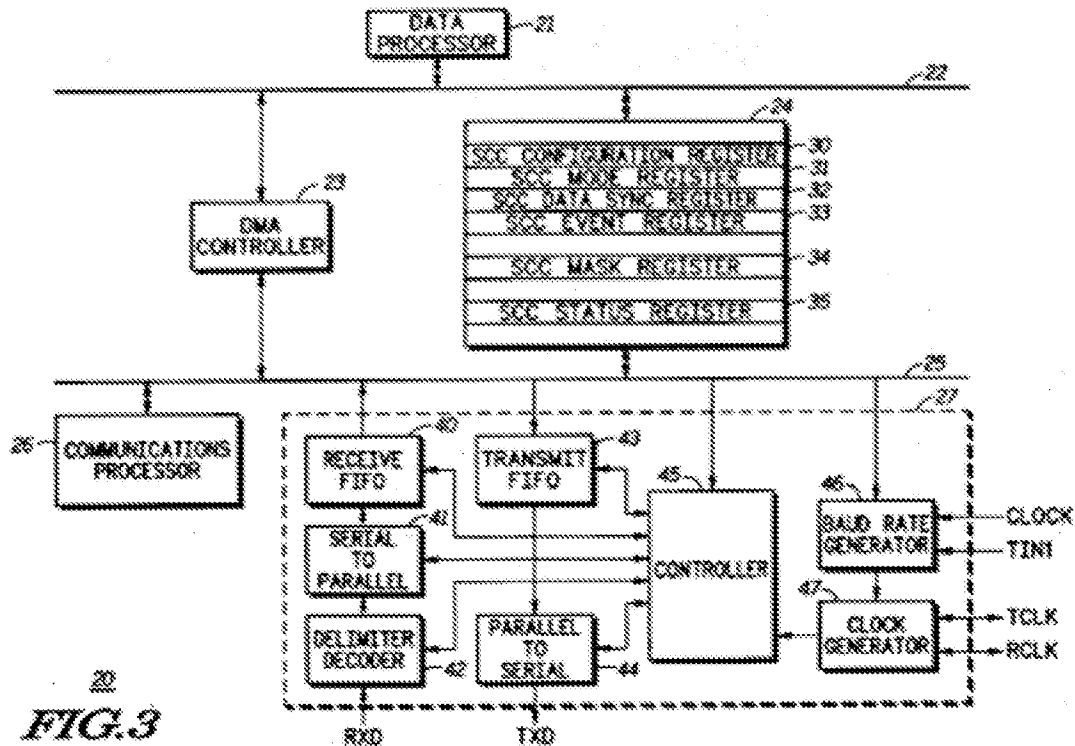 DATA
PROCESSOR
21
22
24
30
SCC CONFIGURATION REGISTER
31
SCC MODE REGISTER
32
SCC DATA SYNC REGISTER
33
SCC EVENT REGISTER
34
SCC MASK REGISTER
35
SCC STATUS REGISTER
23
DMA
CONTROLLER
25
27
26
COMMUNICATIONS
PROCESSOR
40
RECEIVE
FIFO
43
TRANSMIT
FIFO
45
CONTROLLER
46
BAUD RATE
GENERATOR
CLOCK
TIN1
41
SERIAL
TO
PARALLEL
47
CLOCK
GENERATOR
TCLK
RCLK
DELIMITER
DECODER
42
PARALLEL
TO
SERIAL
44
RXD
TXD
20
FIG.3